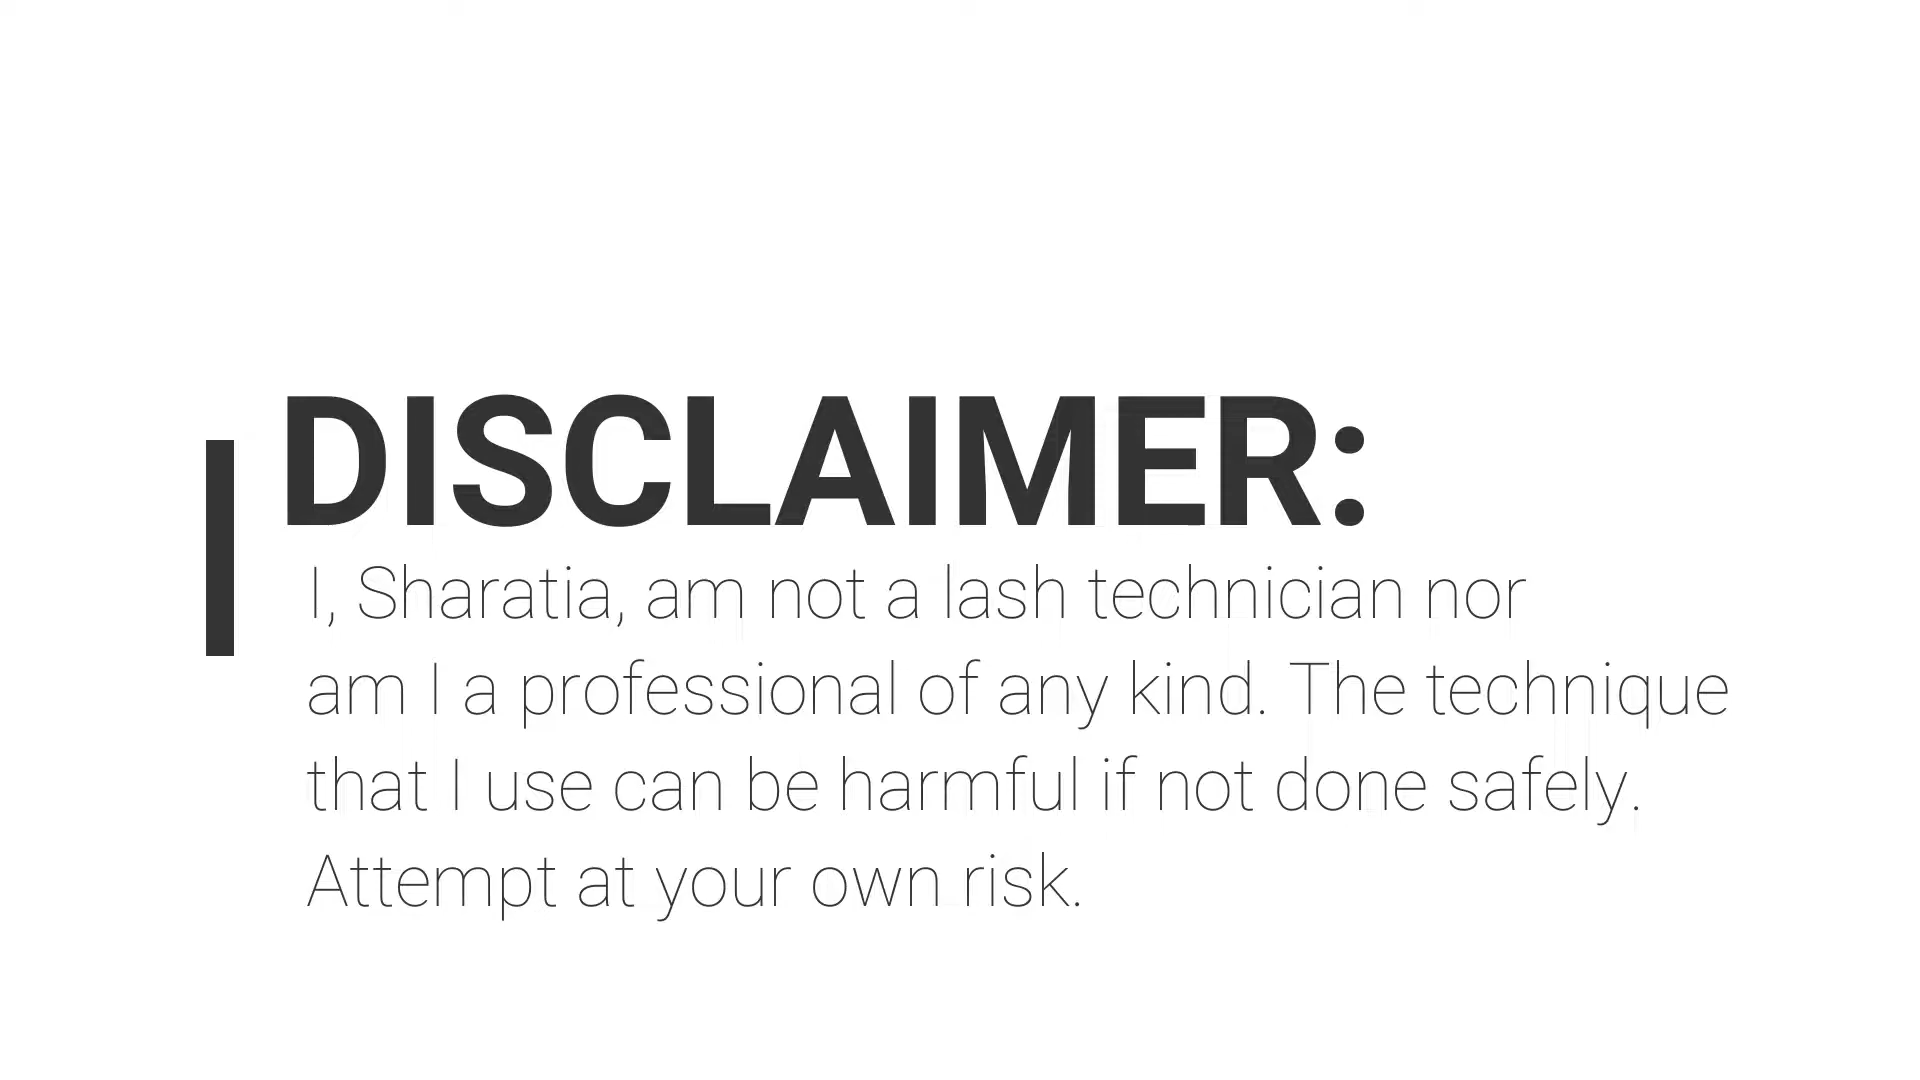 DISCLAIMER:
I, Sharatia, am not a lash technician nor
am I a professional of any kind. The technique
that I use can be harmful if not done safely.
Attempt at your own risk.